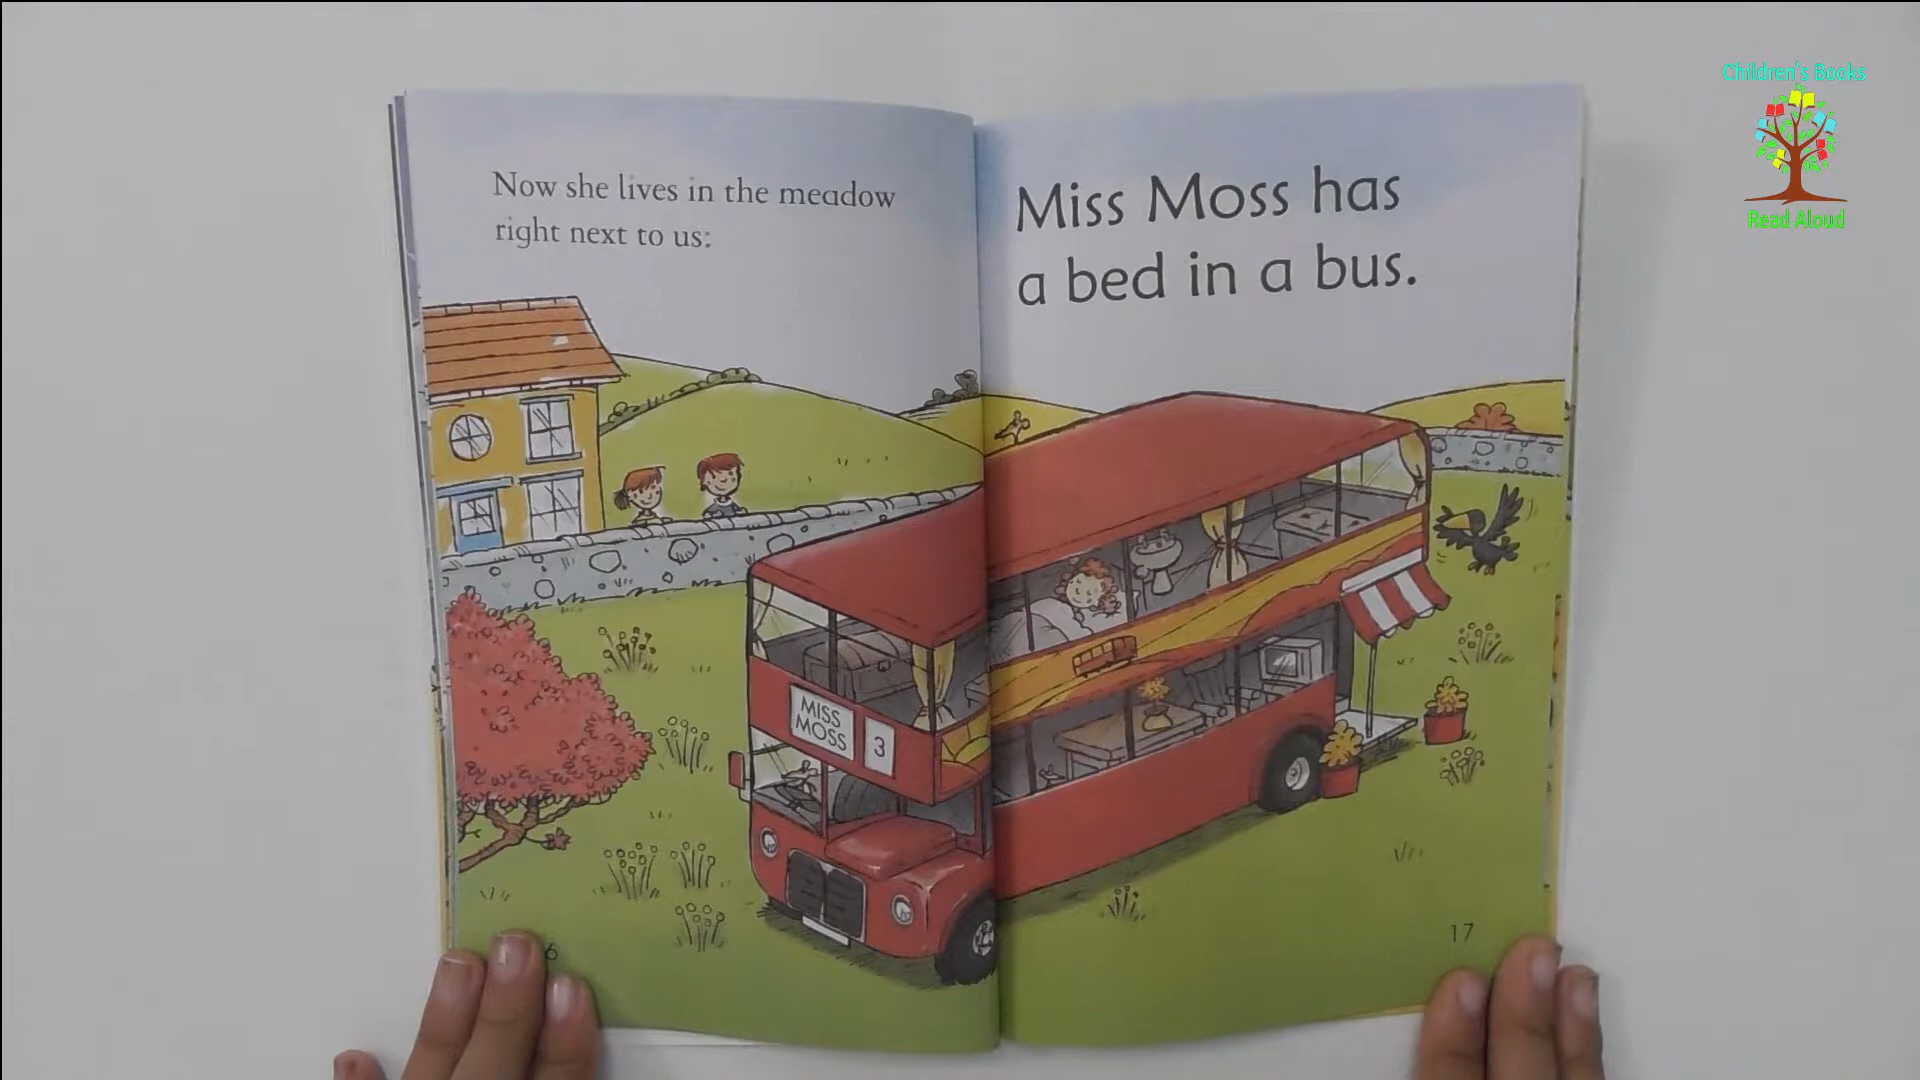 Now she lives in the meadow
right next to us:
Miss Moss has
a bed in a bus.
MISS
MOSS
3
6
17
Children's Books
Read Aloud